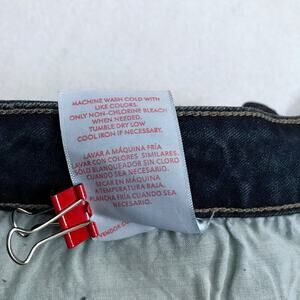 MACHINE WASH COLD WITH
LIKE COLORS.
ONLY NON-CHLORINE BLEACH
WHEN NEEDED.
TUMBLE DRY LOW
COOL IRON IF NECESSARY.
LAVAR A MÁQUINA FRÍA
LAVAR CON COLORES SIMILARES.
SÓLO BLANQUEADOR SIN CLORO
CUANDO SEA NECESARIO.
SECAR EN MÁQUINA
A TEMPERATURA BAJA.
PLANCHA FRÍA CUANDO SEA
NECESARIO.
VENDOR